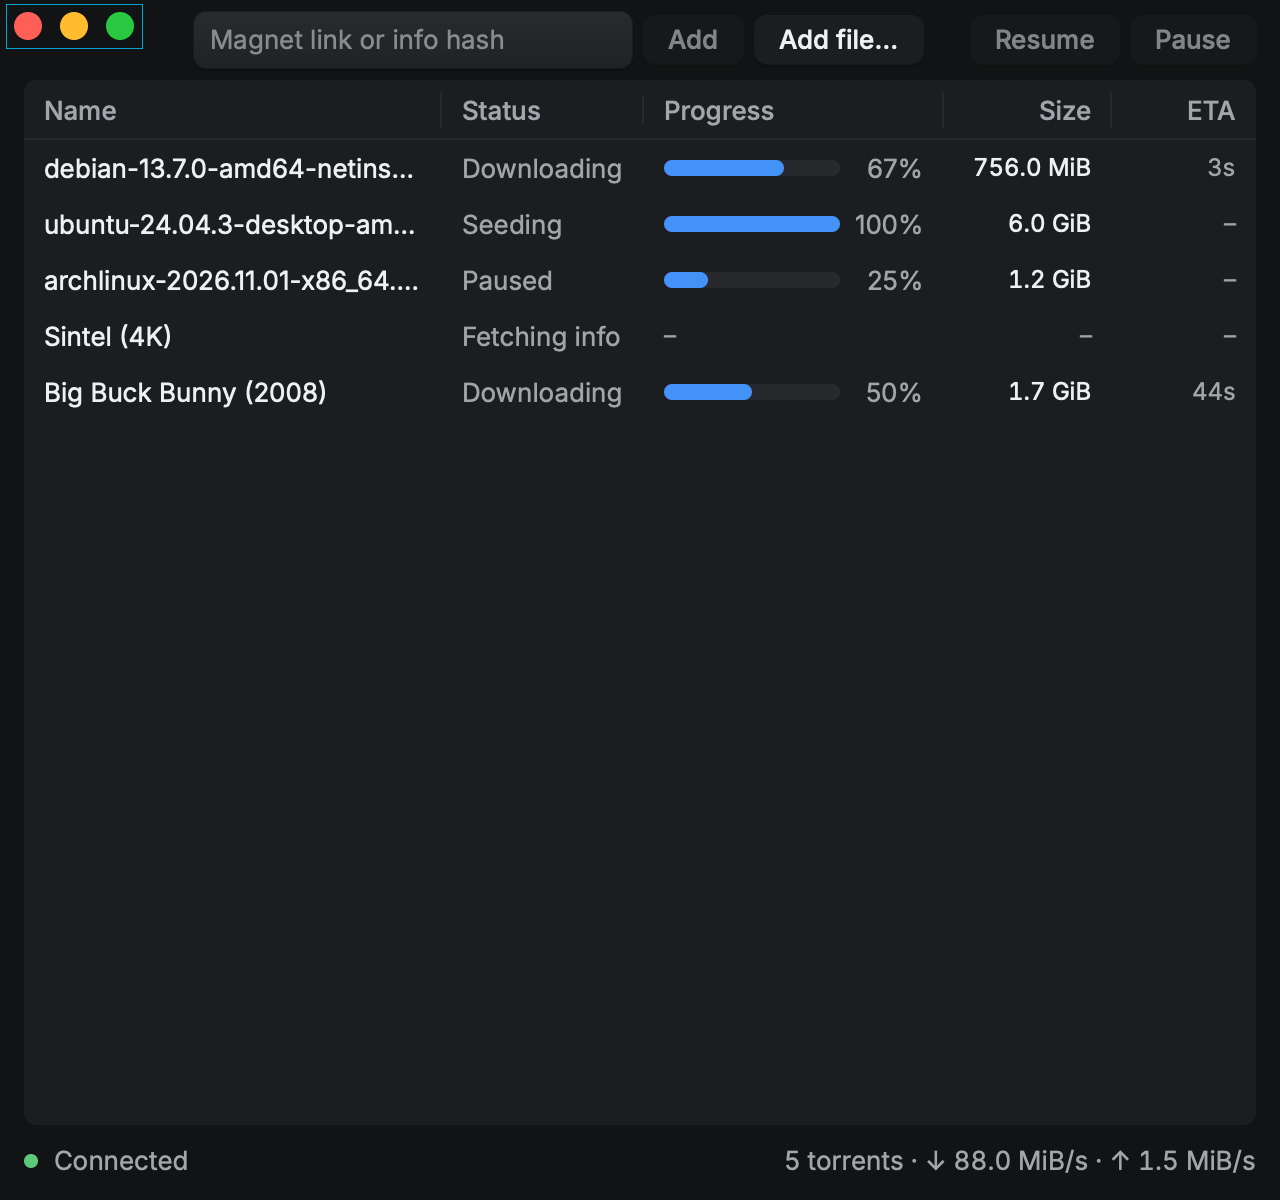 Magnet link or info hash Add Add file... Resume Pause
Name Status Progress Size ETA
debian-13.7.0-amd64-netins... Downloading 67% 756.0 MiB 3s
ubuntu-24.04.3-desktop-am... Seeding 100% 6.0 GiB –
archlinux-2026.11.01-x86_64.... Paused 25% 1.2 GiB –
Sintel (4K) Fetching info – – –
Big Buck Bunny (2008) Downloading 50% 1.7 GiB 44s
Connected 5 torrents · ↓ 88.0 MiB/s · ↑ 1.5 MiB/s